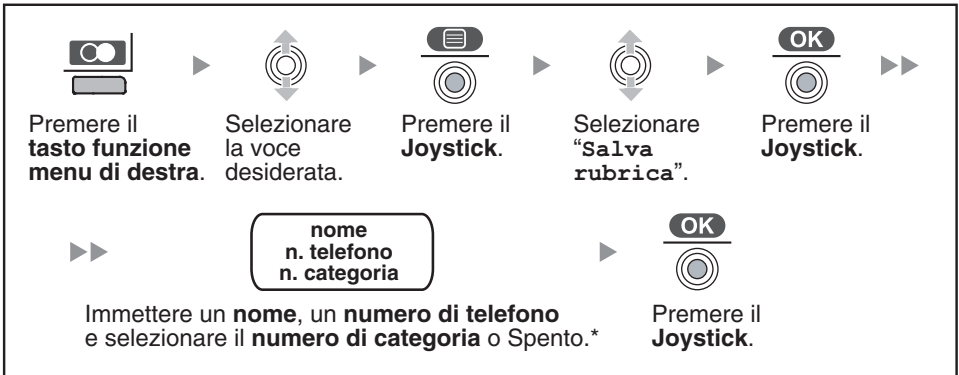 OK
Premere il
tasto funzione
menu di destra.
Selezionare
la voce
desiderata.
Premere il
Joystick.
Selezionare
“Salva
rubrica”.
Premere il
Joystick.
nome
n. telefono
n. categoria
OK
Immettere un nome, un numero di telefono
e selezionare il numero di categoria o Spento.*
Premere il
Joystick.